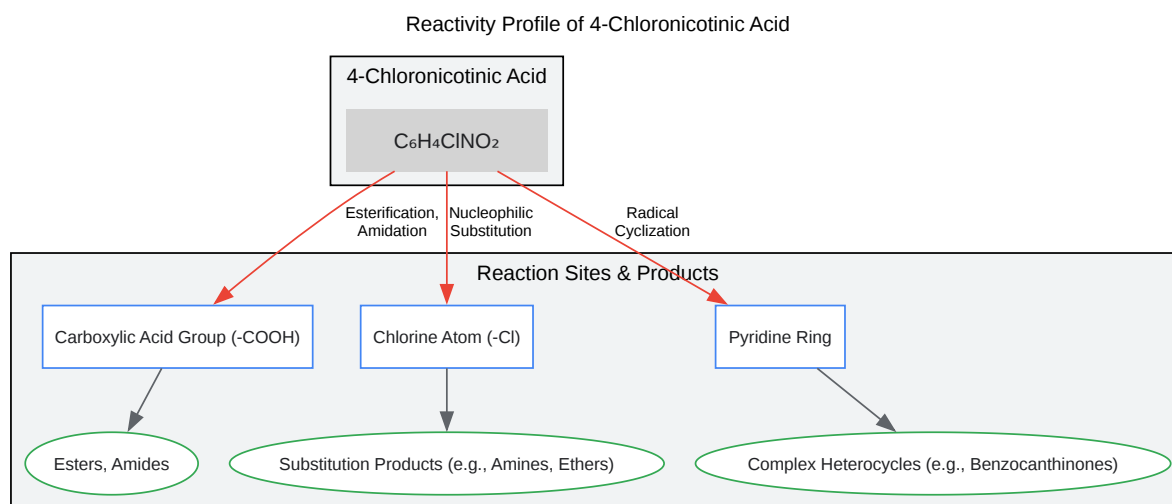 Reactivity Profile of 4-Chloronicotinic Acid
4-Chloronicotinic Acid
C₆H₄ClNO₂
Esterification,
Amidation
Nucleophilic
Substitution
Radical
Cyclization
Reaction Sites & Products
Carboxylic Acid Group (-COOH)
Chlorine Atom (-Cl)
Pyridine Ring
Esters, Amides
Substitution Products (e.g., Amines, Ethers)
Complex Heterocycles (e.g., Benzocanthinones)